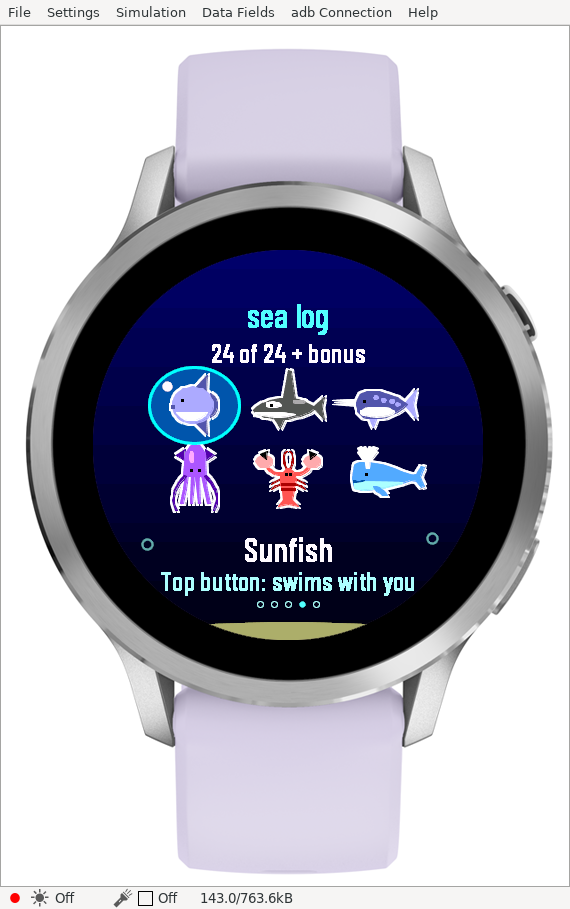 File Settings Simulation Data Fields adb Connection Help
sea log
24 of 24 + bonus
Sunfish
Top button: swims with you
Off Off 143.0/763.6kB